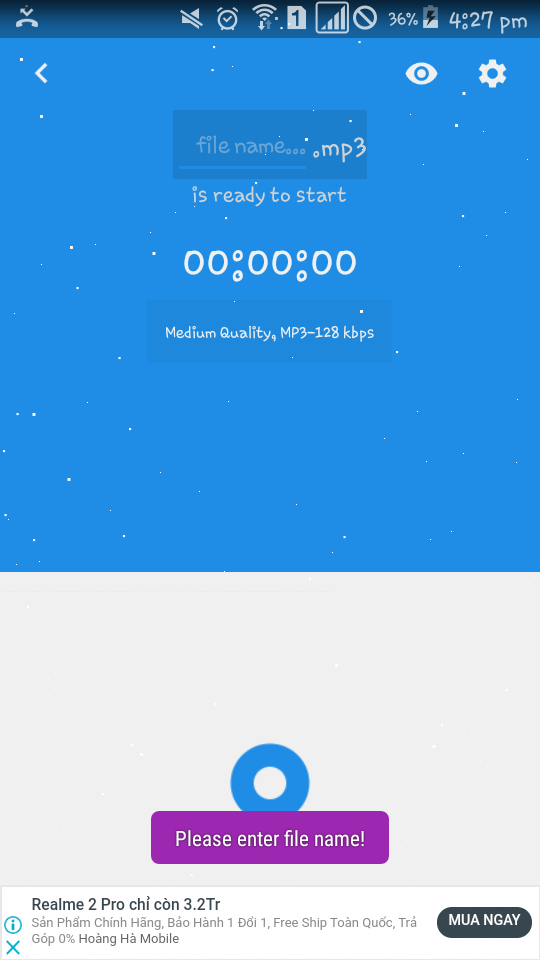 1 36% 4:27 pm
file name... .mp3
is ready to start
00:00:00
Medium Quality, MP3-128 kbps
Please enter file name!
Realme 2 Pro chỉ còn 3.2Tr
Sản Phẩm Chính Hãng, Bảo Hành 1 Đổi 1, Free Ship Toàn Quốc, Trả
Góp 0% Hoàng Hà Mobile
MUA NGAY